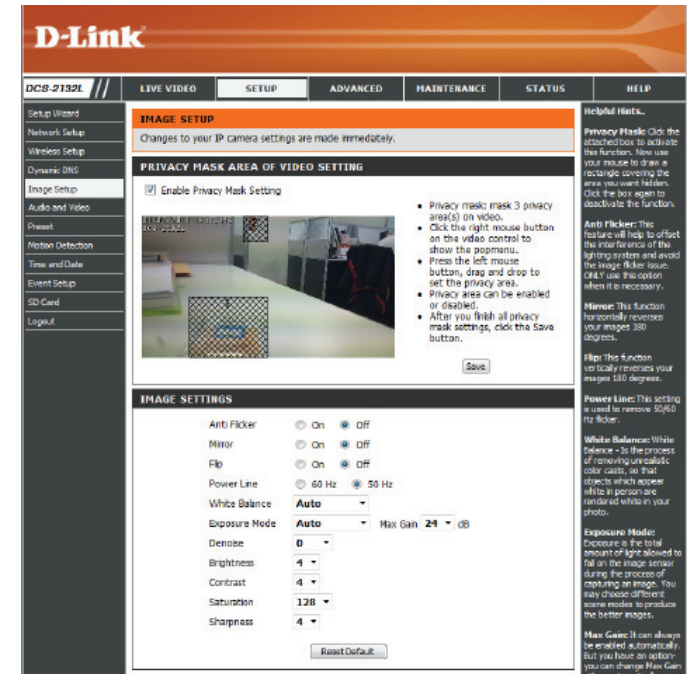 D-Link
DCS-2132L
LIVE VIDEO
SETUP
ADVANCED
MAINTENANCE
STATUS
HELP
Setup Wizard
Network Setup
Wireless Setup
Dynamic DNS
Image Setup
Audio and Video
Preset
Motion Detection
Time and Date
Event Setup
SD Card
Logout
IMAGE SETUP
Changes to your IP camera settings are made immediately.
PRIVACY MASK AREA OF VIDEO SETTING
Enable Privacy Mask Setting
DCS-2132L
• Privacy mask: mask 3 privacy
area(s) on video.
• Click the right mouse button
on the video control to
show the popmenu.
• Press the left mouse
button, drag and drop to
set the privacy area.
• Privacy area can be enabled
or disabled.
• After you finish all privacy
mask settings, click the Save
button.
Save
IMAGE SETTINGS
Anti Flicker On Off
Mirror On Off
Flip On Off
Power Line 60 Hz 50 Hz
White Balance Auto
Exposure Mode Auto Max Gain 24 dB
Denoise 0
Brightness 4
Contrast 4
Saturation 128
Sharpness 4
Reset Default
Helpful Hints..
Privacy Mask: Click the
attached box to activate
this function. Now use
your mouse to draw a
rectangle covering the
area you want hidden.
Click the box again to
deactivate the function.
Anti Flicker: This
feature will help to offset
the interference of the
lighting system and avoid
the image flicker issue.
ONLY use this option
when it is necessary.
Mirror: This function
horizontally reverses
your images 180
degrees.
Flip: This function
vertically reverses your
images 180 degrees.
Power Line: This setting
is used to remove 50/60
Hz flicker.
White Balance: White
Balance - Is the process
of removing unrealistic
color casts, so that
objects which appear
white in person are
rendered white in your
photo.
Exposure Mode:
Exposure is the total
amount of light allowed to
fall on the image sensor
during the process of
capturing an image. You
may choose different
scene modes to produce
the better images.
Max Gain: It can always
be enabled automatically.
But you have an option-
you can change Max Gain